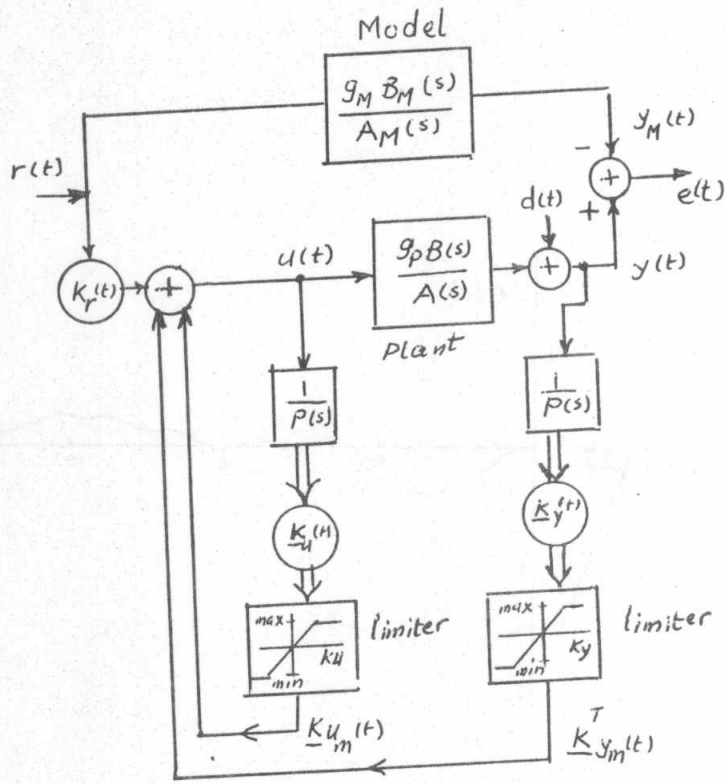 Model
g_M B_M(s)
A_M(s)
y_M(t)
r(t)
-
+
e(t)
+
d(t)
K_r(t)
+
u(t)
g_p B(s)
A(s)
+
y(t)
Plant
1
P(s)
1
P(s)
K_u(t)
K_y(t)
max
Ku
min
limiter
max
Ky
min
limiter
K u_m(t)
K^T y_m(t)